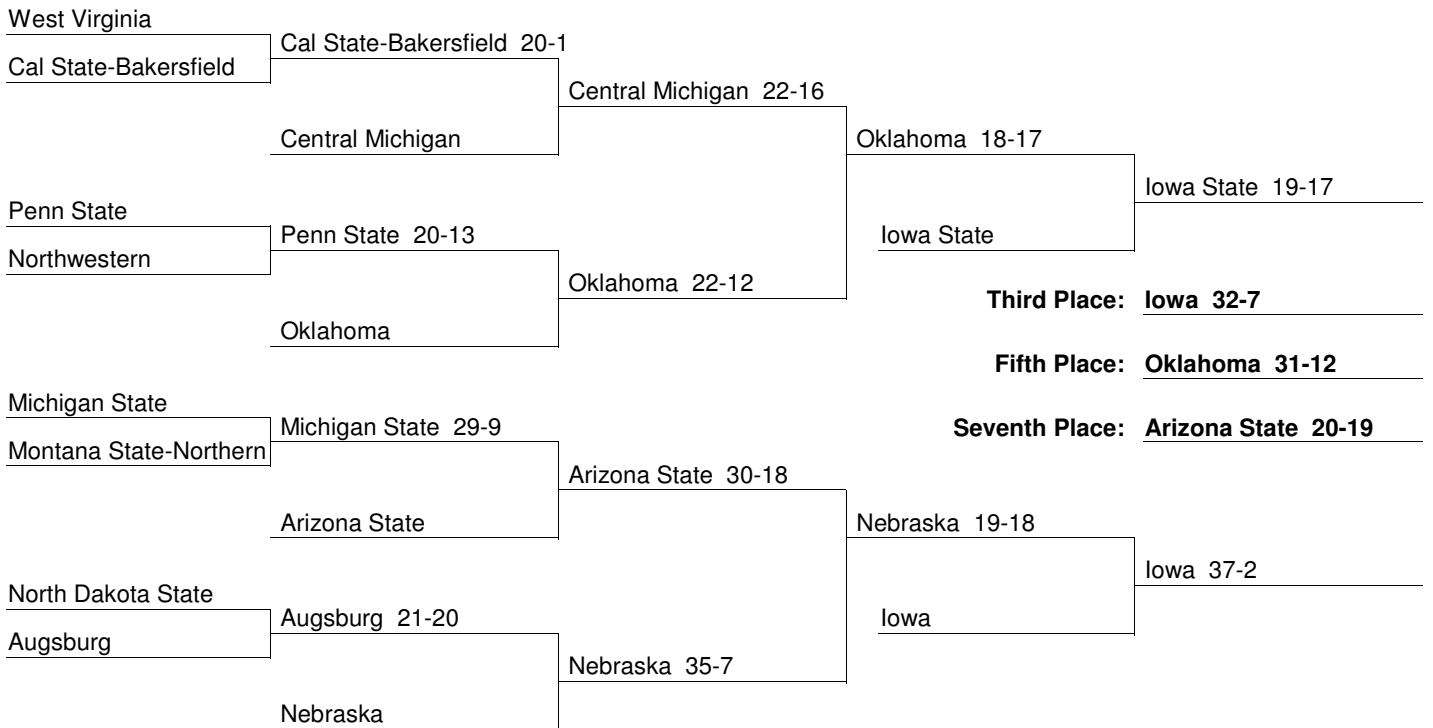 West Virginia
Cal State-Bakersfield 20-1
Cal State-Bakersfield
Central Michigan 22-16
Central Michigan
Oklahoma 18-17
Iowa State 19-17
Penn State
Penn State 20-13
Iowa State
Northwestern
Oklahoma 22-12
Third Place: Iowa 32-7
Oklahoma
Fifth Place: Oklahoma 31-12
Michigan State
Michigan State 29-9
Seventh Place: Arizona State 20-19
Montana State-Northern
Arizona State 30-18
Arizona State
Nebraska 19-18
Iowa 37-2
North Dakota State
Augsburg 21-20
Iowa
Augsburg
Nebraska 35-7
Nebraska